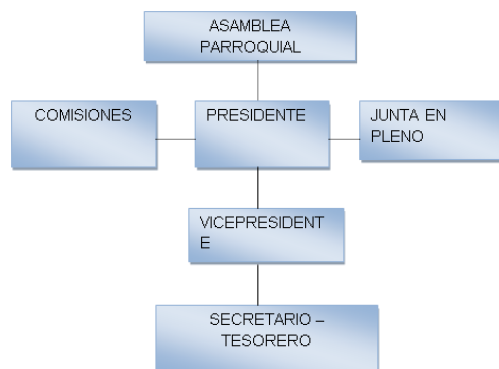 ASAMBLEA
PARROQUIAL
COMISIONES
PRESIDENTE
JUNTA EN
PLENO
VICEPRESIDENT
E
SECRETARIO –
TESORERO